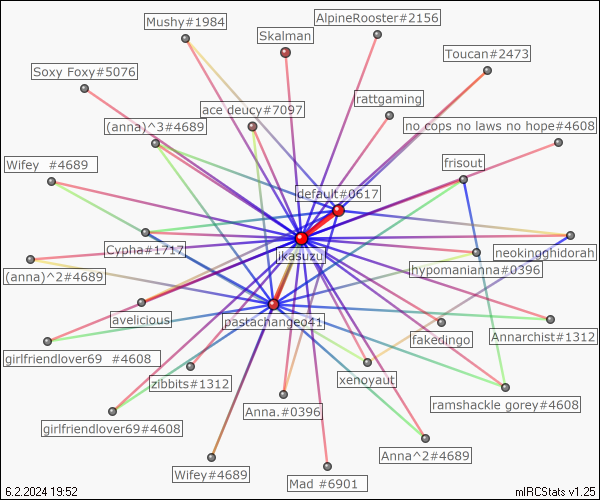 AlpineRooster#2156
Mushy#1984
Skalman
Toucan#2473
Soxy Foxy#5076
rattgaming
ace deucy#7097
(anna)^3#4689
no cops no laws no hope#4608
Wifey  #4689
frisout
default#0617
Cypha#1717
ikasuzu
neokingghidorah
hypomanianna#0396
(anna)^2#4689
avelicious
pastachangeo41
fakedingo
Annarchist#1312
girlfriendlover69  #4608
zibbits#1312
xenoyaut
ramshackle gorey#4608
Anna.#0396
girlfriendlover69#4608
Anna^2#4689
Wifey#4689
Mad #6901
6.2.2024 19:52
mIRCStats v1.25